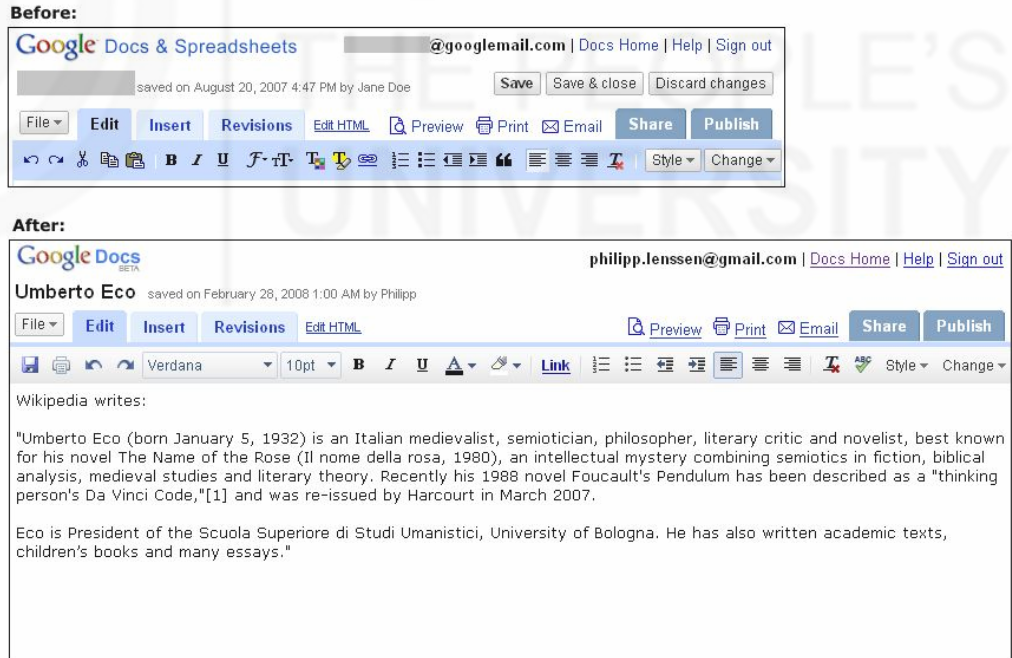 Before:
Google Docs & Spreadsheets @googlemail.com | Docs Home | Help | Sign out
saved on August 20, 2007 4:47 PM by Jane Doe Save Save & close Discard changes
File Edit Insert Revisions Edit HTML Preview Print Email Share Publish
B I U F TT T T T Style Change
After:
Google Docs BETA philipp.lenssen@gmail.com | Docs Home | Help | Sign out
Umberto Eco saved on February 28, 2008 1:00 AM by Philipp
File Edit Insert Revisions Edit HTML Preview Print Email Share Publish
Verdana 10pt B I U A Link T ABC Style Change
Wikipedia writes:
"Umberto Eco (born January 5, 1932) is an Italian medievalist, semiotician, philosopher, literary critic and novelist, best known
for his novel The Name of the Rose (Il nome della rosa, 1980), an intellectual mystery combining semiotics in fiction, biblical
analysis, medieval studies and literary theory. Recently his 1988 novel Foucault's Pendulum has been described as a "thinking
person's Da Vinci Code,"[1] and was re-issued by Harcourt in March 2007.
Eco is President of the Scuola Superiore di Studi Umanistici, University of Bologna. He has also written academic texts,
children's books and many essays."
THE PEOPLE'S
UNIVERSITY